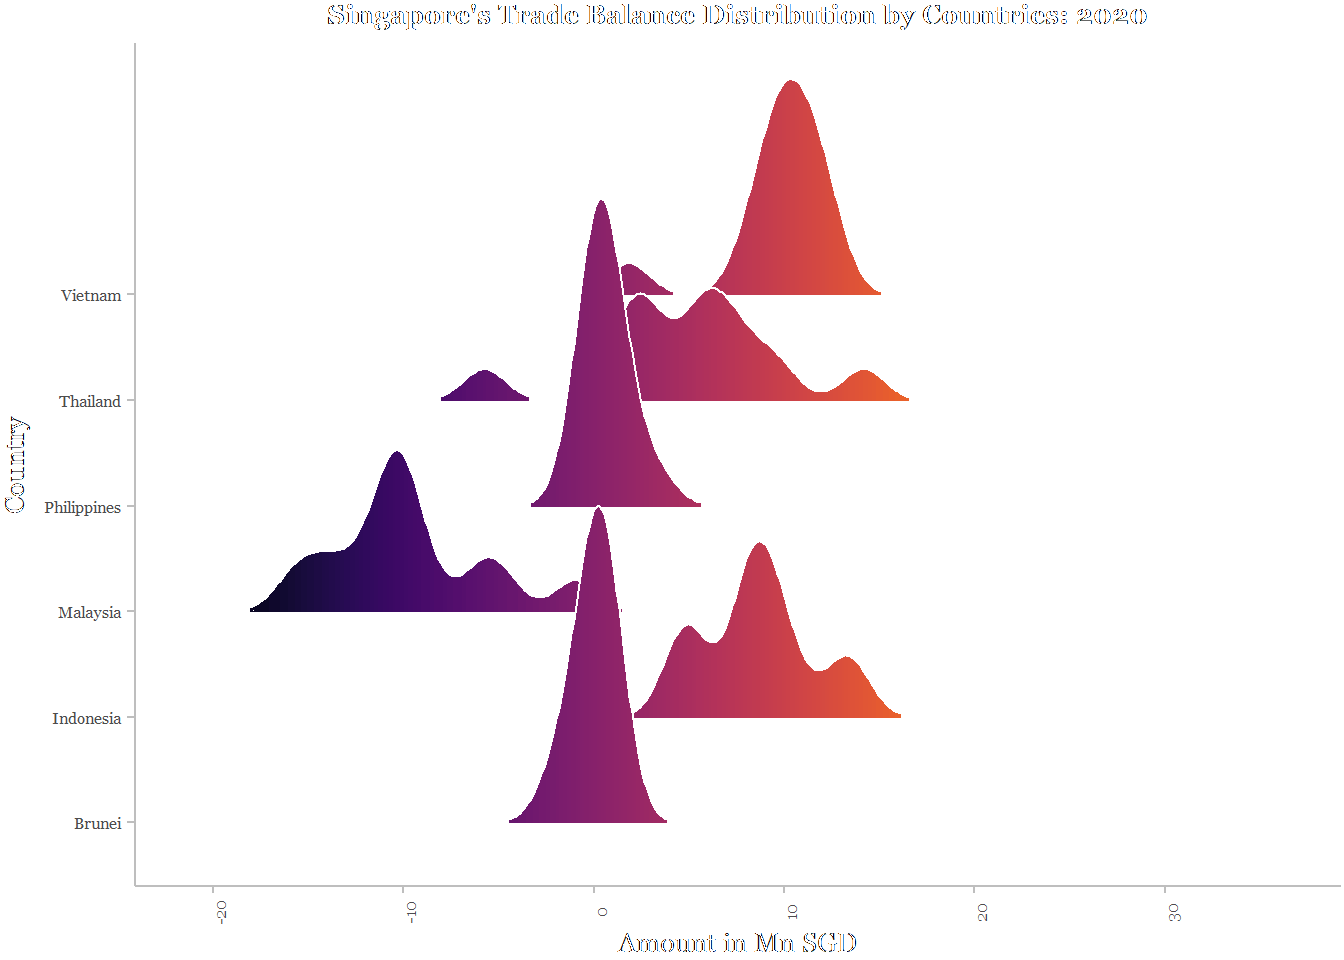 Singapore's Trade Balance Distribution by Countries: 2020
Country
Vietnam
Thailand
Philippines
Malaysia
Indonesia
Brunei
-20
-10
0
10
20
30
Amount in Mn SGD